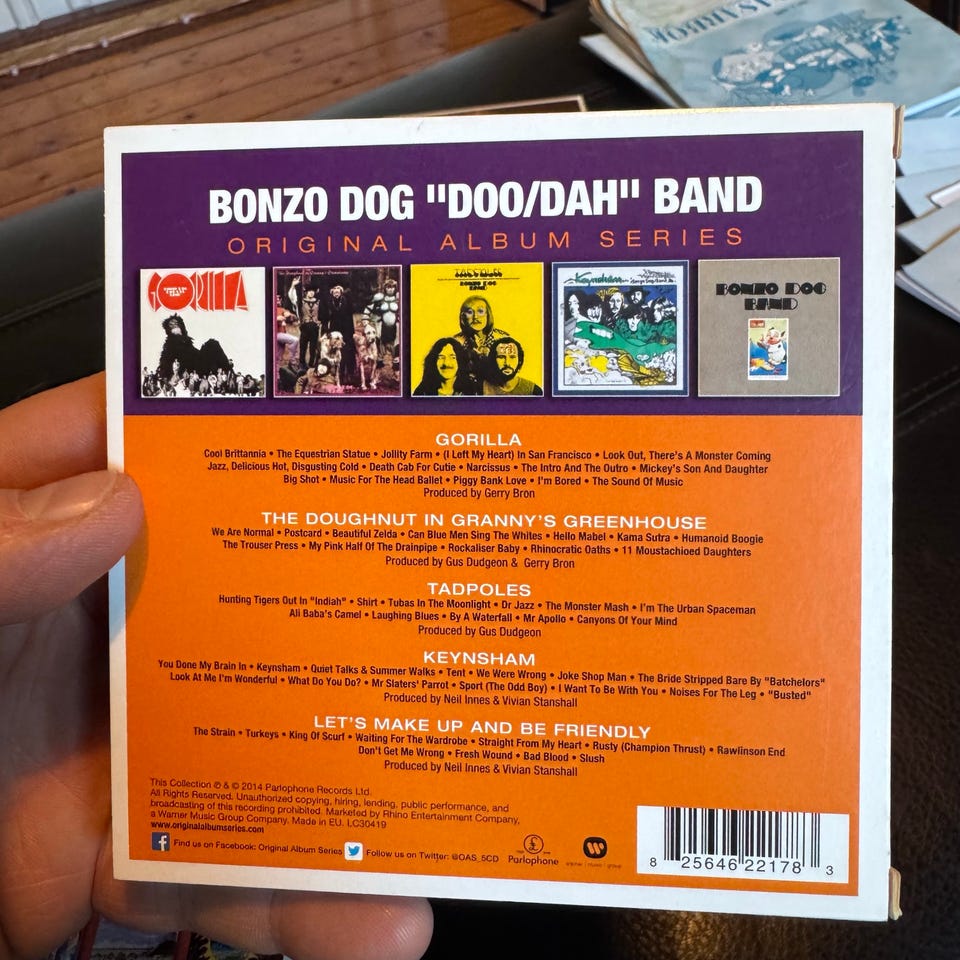 BONZO DOG "DOO/DAH" BAND
ORIGINAL ALBUM SERIES
GORILLA
TADPOLES
BONZO DOG
BAND
Keynsham
BONZO DOG
BAND
GORILLA
Cool Brittannia • The Equestrian Statue • Jollity Farm • (I Left My Heart) In San Francisco • Look Out, There's A Monster Coming
Jazz, Delicious Hot, Disgusting Cold • Death Cab For Cutie • Narcissus • The Intro And The Outro • Mickey's Son And Daughter
Big Shot • Music For The Head Ballet • Piggy Bank Love • I'm Bored • The Sound Of Music
Produced by Gerry Bron
THE DOUGHNUT IN GRANNY'S GREENHOUSE
We Are Normal • Postcard • Beautiful Zelda • Can Blue Men Sing The Whites • Hello Mabel • Kama Sutra • Humanoid Boogie
The Trouser Press • My Pink Half Of The Drainpipe • Rockaliser Baby • Rhinocratic Oaths • 11 Moustachioed Daughters
Produced by Gus Dudgeon & Gerry Bron
TADPOLES
Hunting Tigers Out In "Indiah" • Shirt • Tubas In The Moonlight • Dr Jazz • The Monster Mash • I'm The Urban Spaceman
Ali Baba's Camel • Laughing Blues • By A Waterfall • Mr Apollo • Canyons Of Your Mind
Produced by Gus Dudgeon
KEYNSHAM
You Done My Brain In • Keynsham • Quiet Talks & Summer Walks • Tent • We Were Wrong • Joke Shop Man • The Bride Stripped Bare By "Batchelors"
Look At Me I'm Wonderful • What Do You Do? • Mr Slaters' Parrot • Sport (The Odd Boy) • I Want To Be With You • Noises For The Leg • "Busted"
Produced by Neil Innes & Vivian Stanshall
LET'S MAKE UP AND BE FRIENDLY
The Strain • Turkeys • King Of Scurf • Waiting For The Wardrobe • Straight From My Heart • Rusty (Champion Thrust) • Rawlinson End
Don't Get Me Wrong • Fresh Wound • Bad Blood • Slush
Produced by Neil Innes & Vivian Stanshall
This Collection ℗ & © 2014 Parlophone Records Ltd.
All Rights Reserved. Unauthorized copying, hiring, lending, public performance, and
broadcasting of this recording prohibited. Marketed by Rhino Entertainment Company,
a Warner Music Group Company. Made in EU. LC30419
www.originalalbumseries.com
Find us on Facebook: Original Album Series Follow us on Twitter: @OAS_5CD
Parlophone
warner music group
8 25646 22178 3